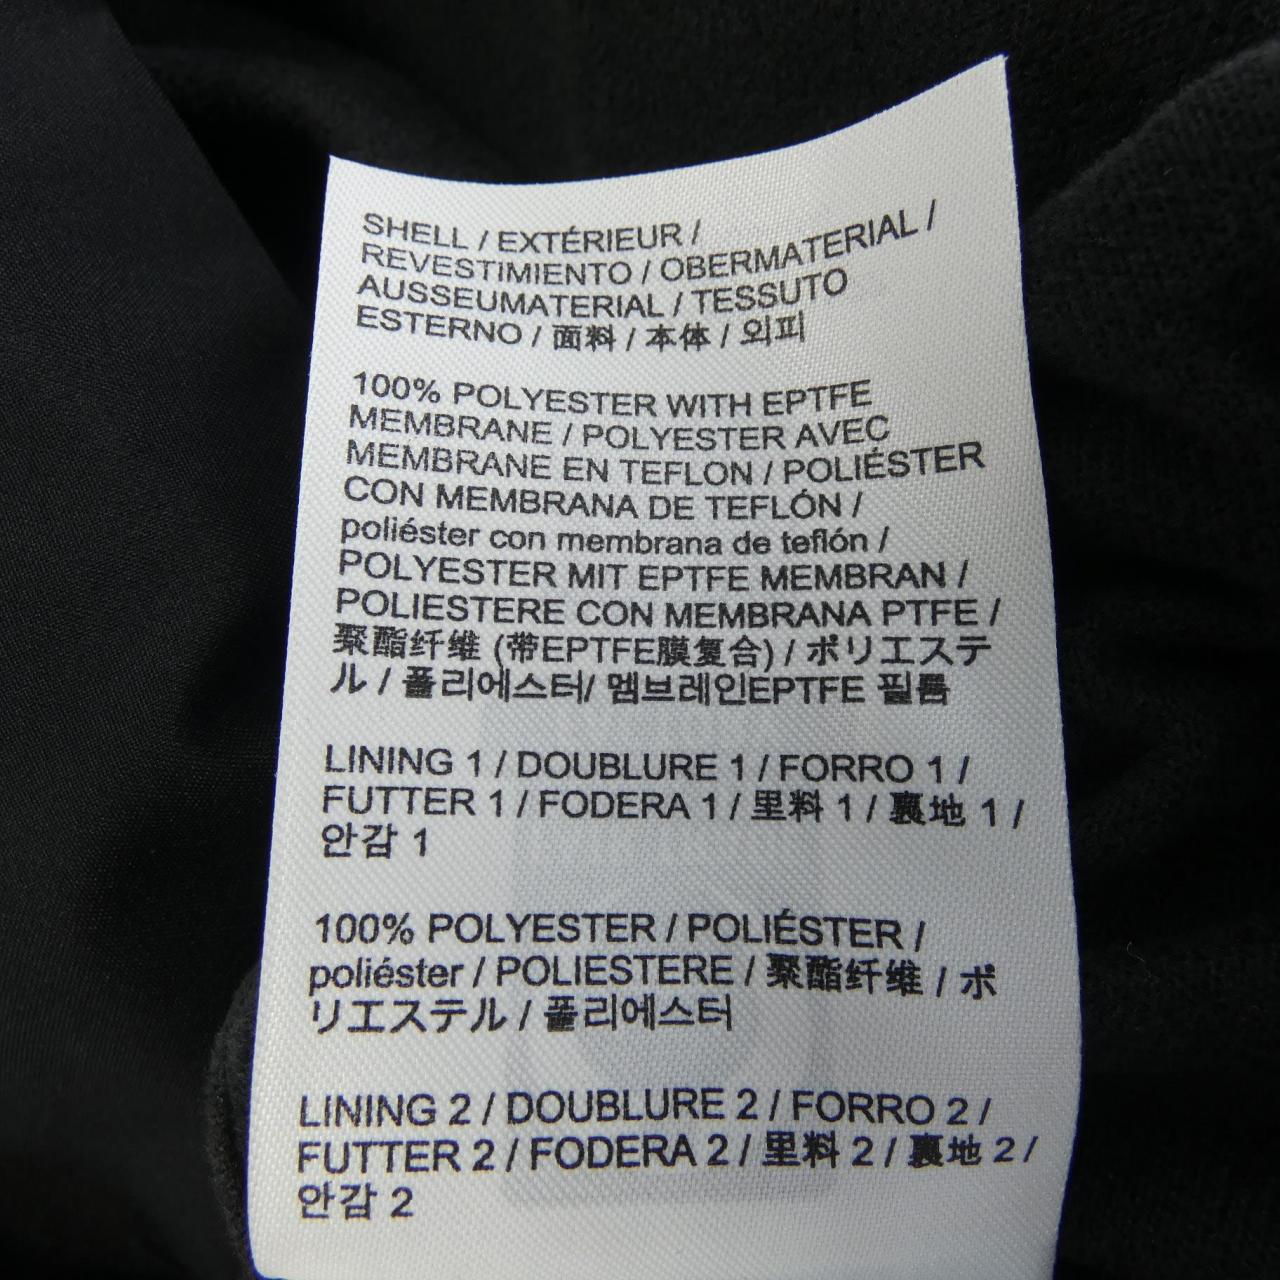 SHELL / EXTÉRIEUR /
REVESTIMIENTO / OBERMATERIAL /
AUSSEUMATERIAL / TESSUTO
ESTERNO / 面料 / 本体 / 외피
100% POLYESTER WITH EPTFE
MEMBRANE / POLYESTER AVEC
MEMBRANE EN TEFLON / POLIÉSTER
CON MEMBRANA DE TEFLÓN /
poliéster con membrana de teflón /
POLYESTER MIT EPTFE MEMBRAN /
POLIESTERE CON MEMBRANA PTFE /
聚酯纤维 (带EPTFE膜复合) / ポリエステ
ル / 폴리에스터/ 멤브레인EPTFE 필름
LINING 1 / DOUBLURE 1 / FORRO 1 /
FUTTER 1 / FODERA 1 / 里料 1 / 裏地 1 /
안감 1
100% POLYESTER / POLIÉSTER /
poliéster / POLIESTERE / 聚酯纤维 / ポ
リエステル / 폴리에스터
LINING 2 / DOUBLURE 2 / FORRO 2 /
FUTTER 2 / FODERA 2 / 里料 2 / 裏地 2 /
안감 2